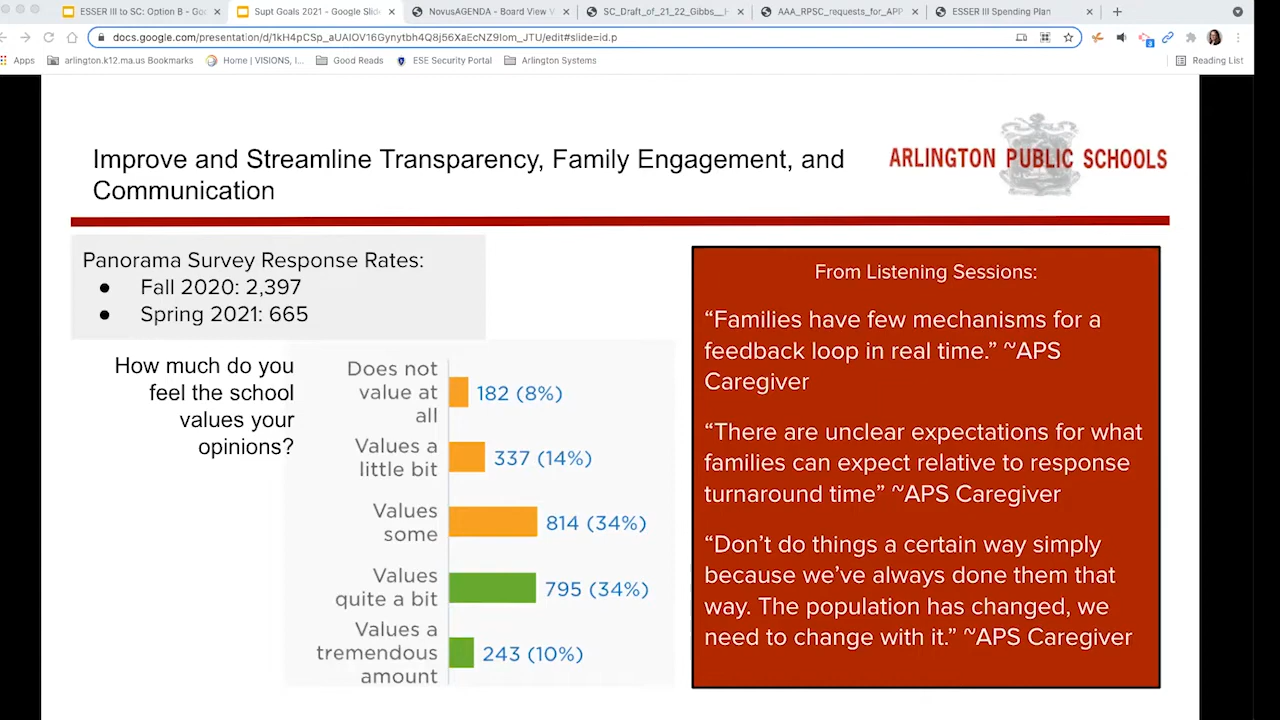 ESSER III to SC: Option B - Goo
Supt Goals 2021 - Google Slide
NovusAGENDA - Board View V
SC_Draft_of_21_22_Gibbs__H
AAA_RPSC_requests_for_APP
ESSER III Spending Plan
docs.google.com/presentation/d/1kH4pCSp_aUAIOV16Gynytbh4Q8j56XaEcNZ9Iom_JTU/edit#slide=id.p
Apps
arlington.k12.ma.us Bookmarks
Home | VISIONS, I...
Good Reads
ESE Security Portal
Arlington Systems
Reading List
Improve and Streamline Transparency, Family Engagement, and
Communication
ARLINGTON PUBLIC SCHOOLS
Panorama Survey Response Rates:
● Fall 2020: 2,397
● Spring 2021: 665
How much do you
feel the school
values your
opinions?
Does not
value at
all
182 (8%)
Values a
little bit
337 (14%)
Values
some
814 (34%)
Values
quite a bit
795 (34%)
Values a
tremendous
amount
243 (10%)
From Listening Sessions:
“Families have few mechanisms for a
feedback loop in real time.” ~APS
Caregiver
“There are unclear expectations for what
families can expect relative to response
turnaround time” ~APS Caregiver
“Don’t do things a certain way simply
because we’ve always done them that
way. The population has changed, we
need to change with it.” ~APS Caregiver